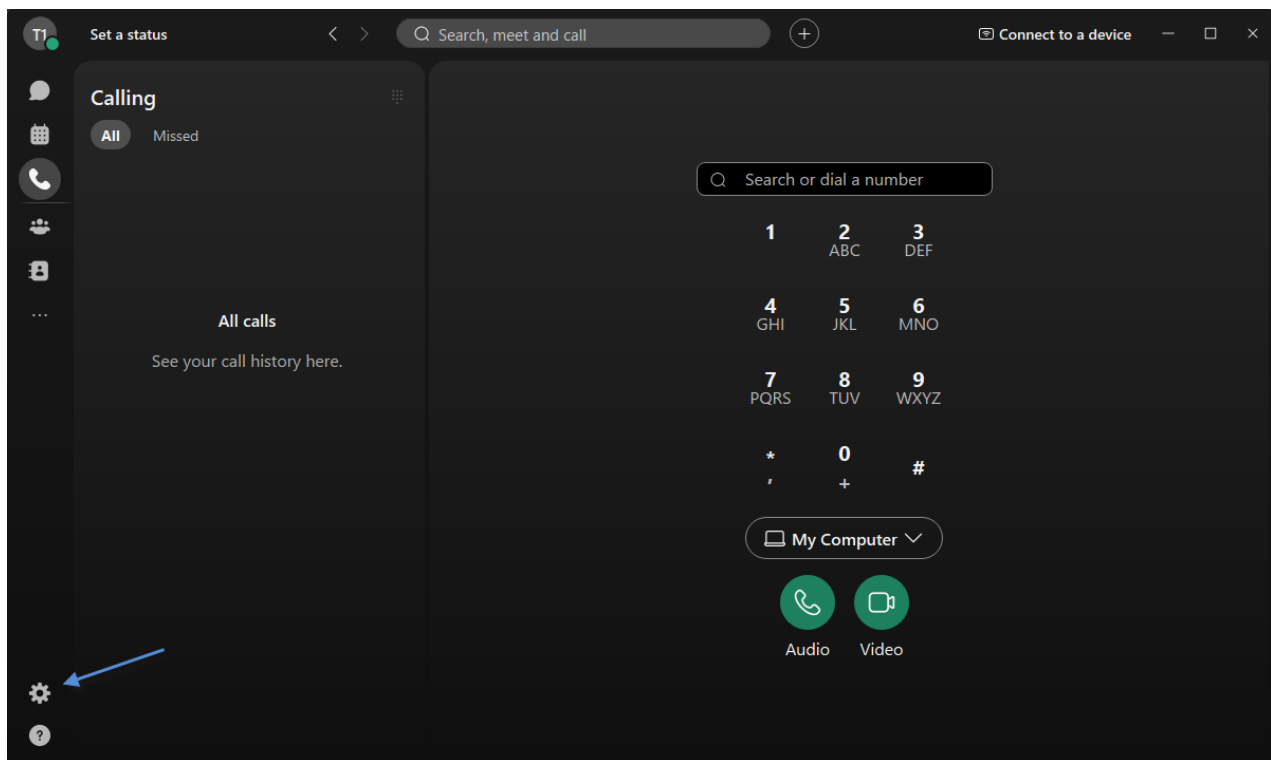 T1 Set a status Search, meet and call Connect to a device
Calling
All Missed
All calls
See your call history here.
Search or dial a number
1 2 3
ABC DEF
4 5 6
GHI JKL MNO
7 8 9
PQRS TUV WXYZ
* 0 #
, +
My Computer
Audio Video
?